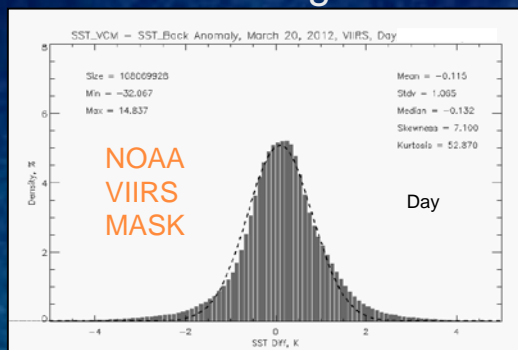 SST_VCM - SST_Back Anomaly, March 20, 2012, VIIRS, Day
Size = 108069928
Min = -32.067
Max = 14.837
Mean = -0.115
Stdv = 1.065
Median = -0.132
Skewness = 7.100
Kurtosis = 52.870
NOAA
VIIRS
MASK
Day
Density, %
8
6
4
2
0
-4
-2
0
2
4
SST Diff, K